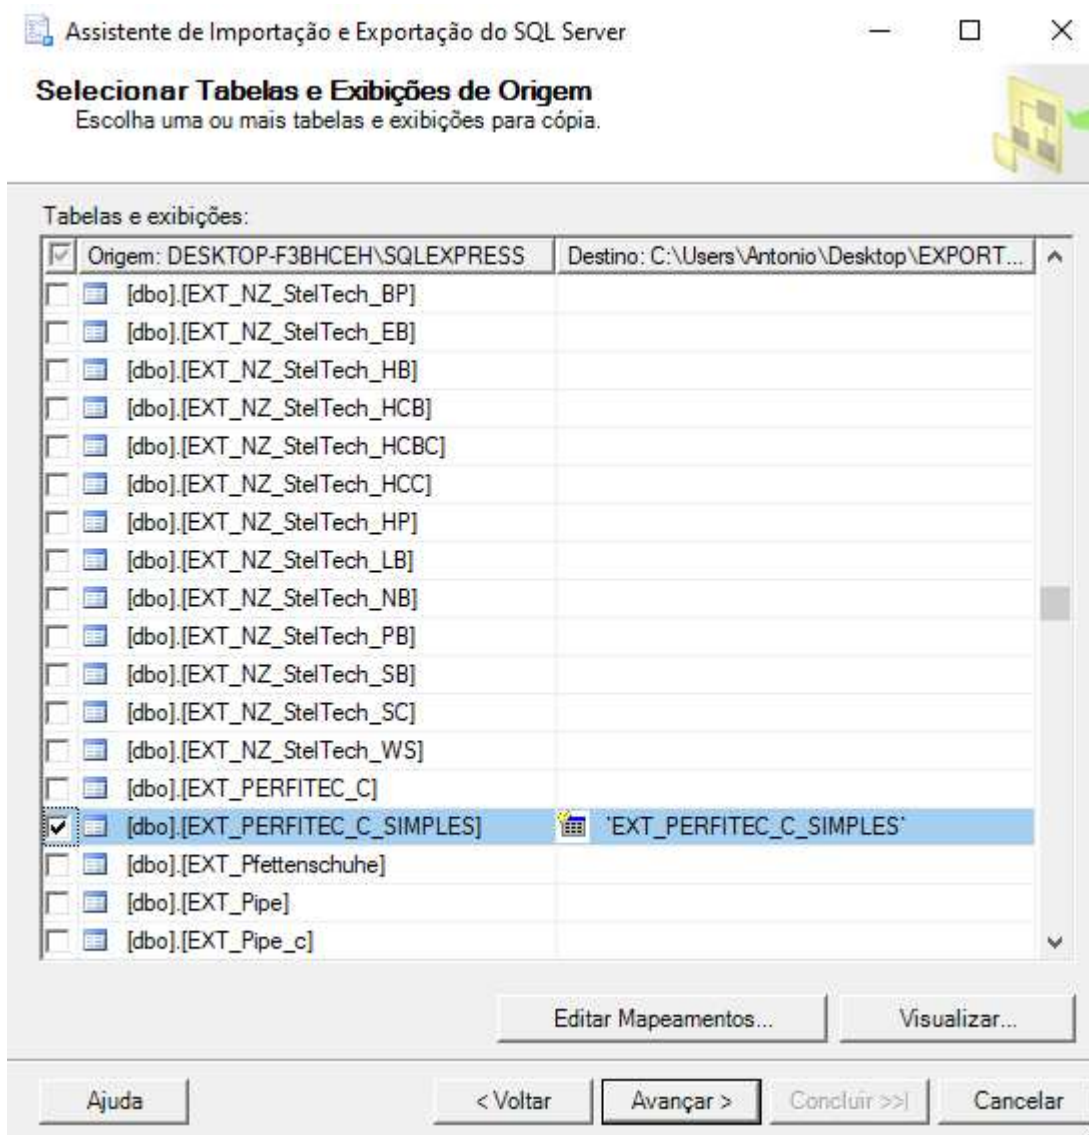 Assistente de Importação e Exportação do SQL Server
Selecionar Tabelas e Exibições de Origem
Escolha uma ou mais tabelas e exibições para cópia.
Tabelas e exibições:
Origem: DESKTOP-F3BHCEH\SQLEXPRESS Destino: C:\Users\Antonio\Desktop\EXPORT...
[dbo].[EXT_NZ_StelTech_BP]
[dbo].[EXT_NZ_StelTech_EB]
[dbo].[EXT_NZ_StelTech_HB]
[dbo].[EXT_NZ_StelTech_HCB]
[dbo].[EXT_NZ_StelTech_HCBC]
[dbo].[EXT_NZ_StelTech_HCC]
[dbo].[EXT_NZ_StelTech_HP]
[dbo].[EXT_NZ_StelTech_LB]
[dbo].[EXT_NZ_StelTech_NB]
[dbo].[EXT_NZ_StelTech_PB]
[dbo].[EXT_NZ_StelTech_SB]
[dbo].[EXT_NZ_StelTech_SC]
[dbo].[EXT_NZ_StelTech_WS]
[dbo].[EXT_PERFITEC_C]
[dbo].[EXT_PERFITEC_C_SIMPLES] `EXT_PERFITEC_C_SIMPLES`
[dbo].[EXT_Pfettenschuhe]
[dbo].[EXT_Pipe]
[dbo].[EXT_Pipe_c]
Editar Mapeamentos... Visualizar...
Ajuda < Voltar Avançar > Concluir >>| Cancelar